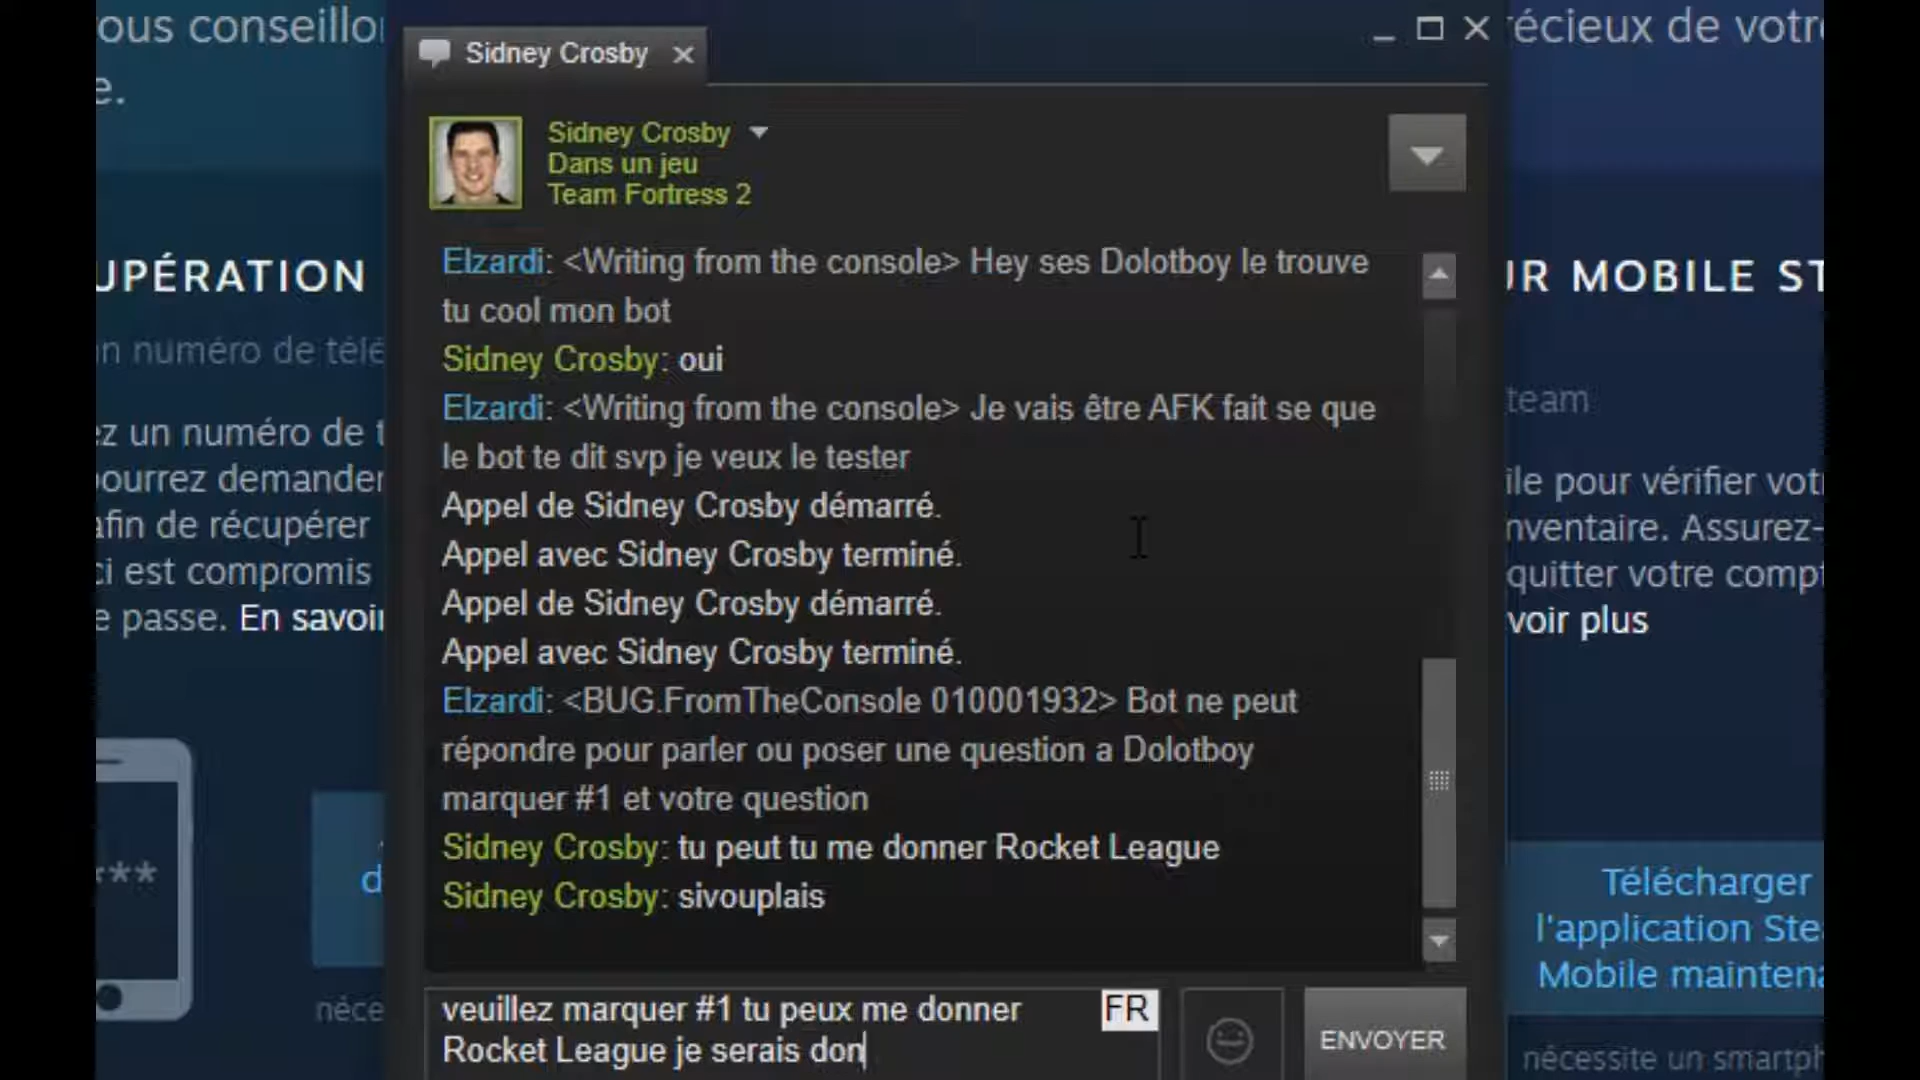 ous conseillo
e.
récieux de votr
Sidney Crosby
Sidney Crosby
Dans un jeu
Team Fortress 2
UPÉRATION
n numéro de télé
ez un numéro de t
pourrez demander
afin de récupérer
ci est compromis
e passe. En savoir
***
d
néce
Elzardi: <Writing from the console> Hey ses Dolotboy le trouve
tu cool mon bot
Sidney Crosby: oui
Elzardi: <Writing from the console> Je vais être AFK fait se que
le bot te dit svp je veux le tester
Appel de Sidney Crosby démarré.
Appel avec Sidney Crosby terminé.
Appel de Sidney Crosby démarré.
Appel avec Sidney Crosby terminé.
Elzardi: <BUG.FromTheConsole 010001932> Bot ne peut
répondre pour parler ou poser une question a Dolotboy
marquer #1 et votre question
Sidney Crosby: tu peut tu me donner Rocket League
Sidney Crosby: sivouplais
veuillez marquer #1 tu peux me donner
Rocket League je serais don
FR
ENVOYER
UR MOBILE ST
team
ile pour vérifier vot
nventaire. Assurez-
quitter votre compt
voir plus
Télécharger
l'application Ste
Mobile mainten
nécessite un smartph